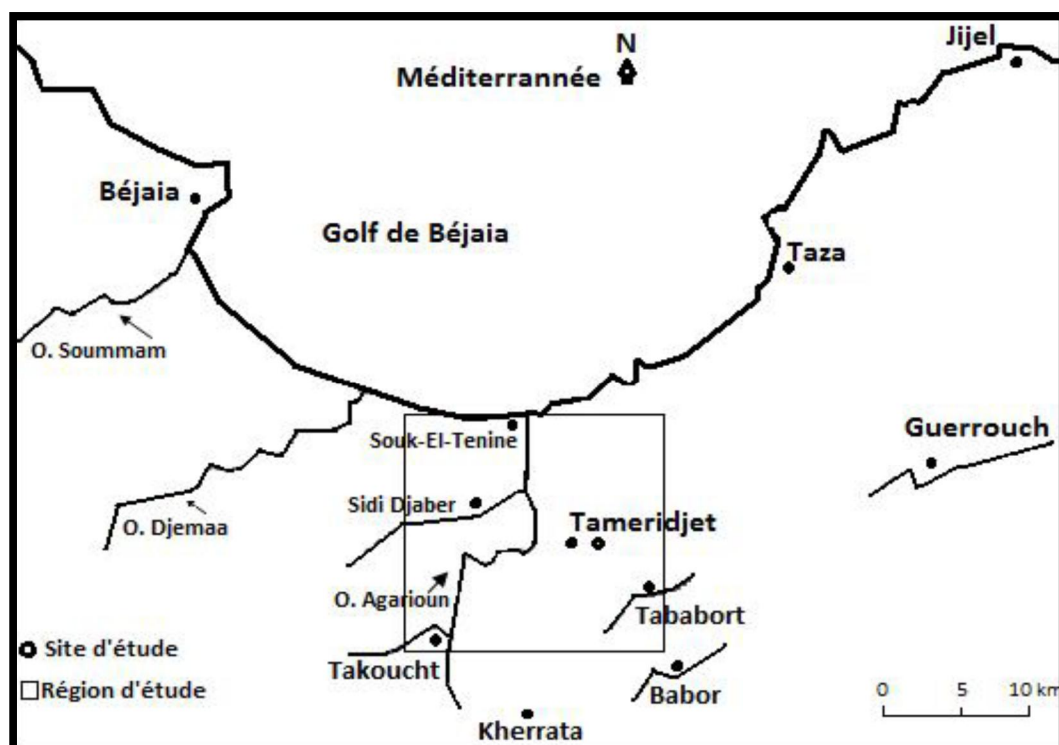 Jijel
N
Méditerrannée
Béjaia
Golf de Béjaia
Taza
O. Soummam
Guerrouch
Souk-El-Tenine
Sidi Djaber
O. Djemaa
Tameridjet
O. Agarioun
Tababort
Site d'étude
Takoucht
Région d'étude
Babor
0 5 10 km
Kherrata